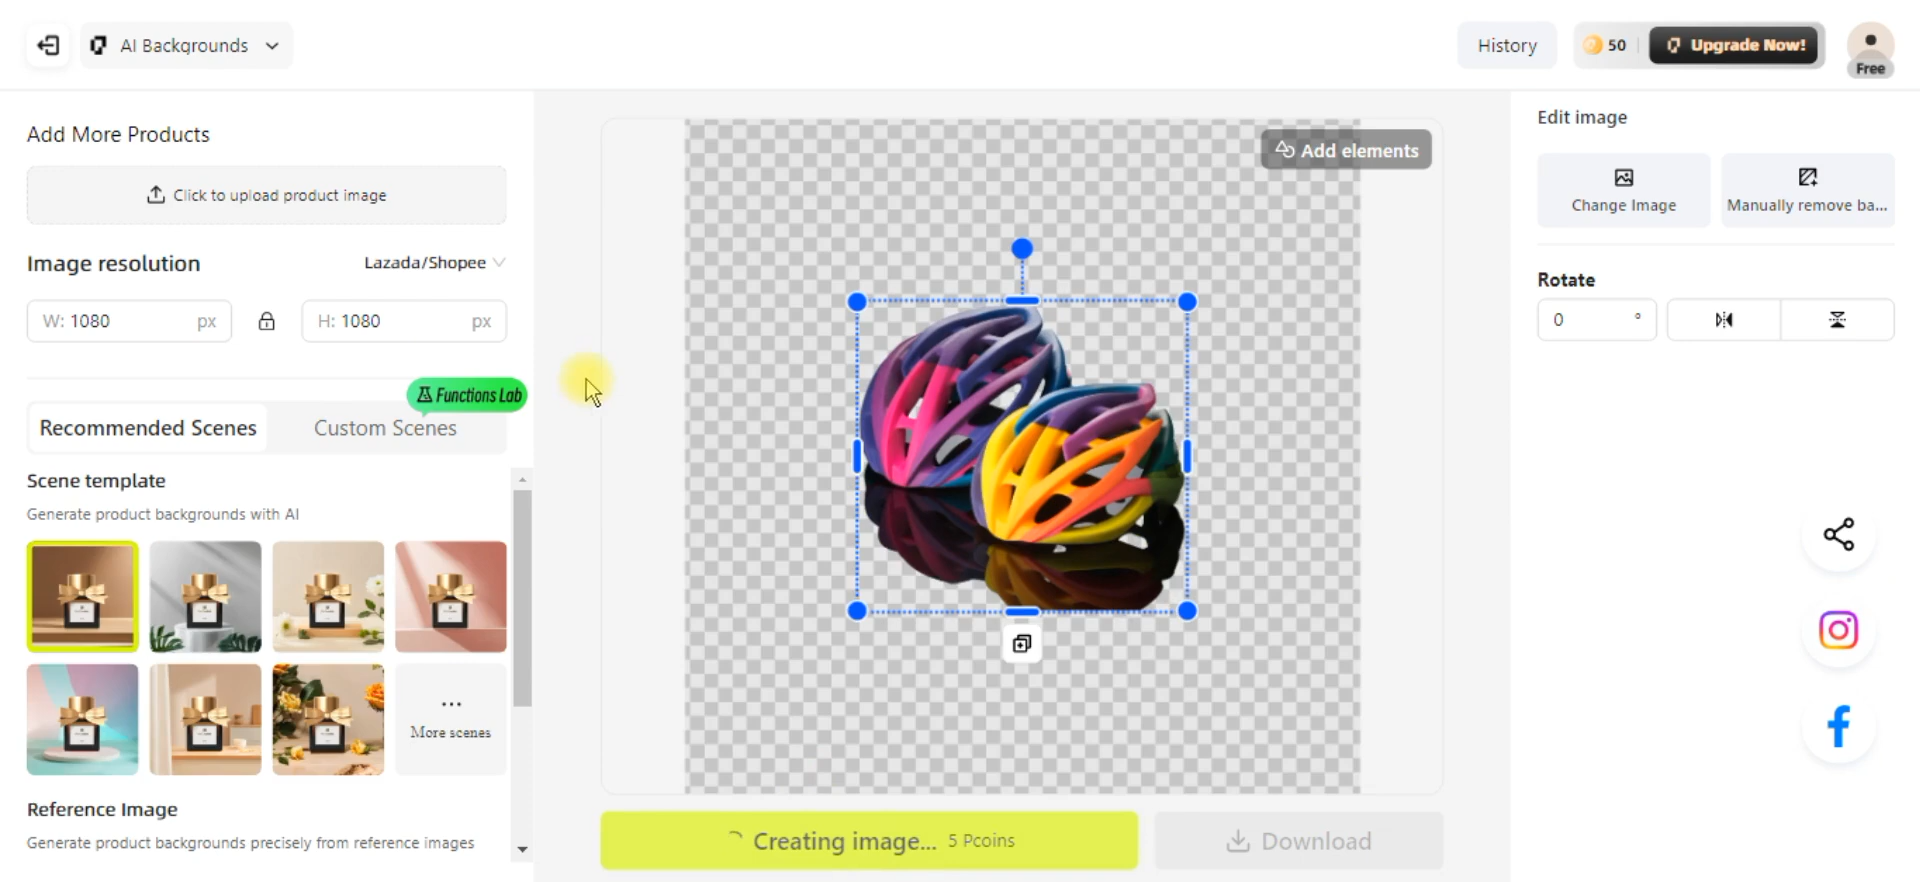 AI Backgrounds
History
50
Upgrade Now!
Free
Add More Products
Click to upload product image
Image resolution
Lazada/Shopee
W: 1080 px
H: 1080 px
Functions Lab
Recommended Scenes
Custom Scenes
Scene template
Generate product backgrounds with AI
More scenes
Reference Image
Generate product backgrounds precisely from reference images
Add elements
Creating image... 5 Pcoins
Download
Edit image
Change Image
Manually remove ba...
Rotate
0 °